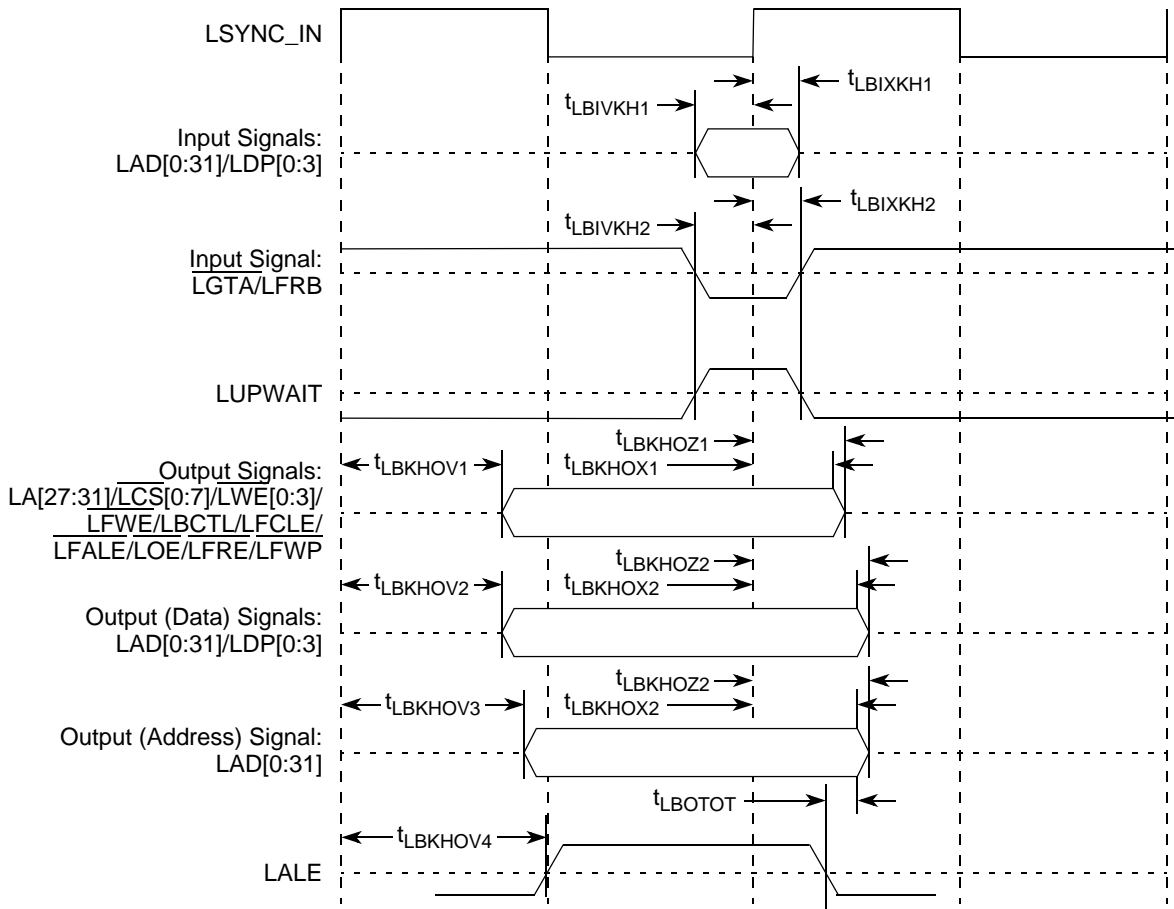 LSYNC_IN
tLBIXKH1
tLBIVKH1
Input Signals:
LAD[0:31]/LDP[0:3]
tLBIXKH2
tLBIVKH2
Input Signal:
LGTA/LFRB
LUPWAIT
tLBKHOZ1
tLBKHOV1
tLBKHOX1
Output Signals:
LA[27:31]/LCS[0:7]/LWE[0:3]/
LFWE/LBCTL/LFCLE/
LFALE/LOE/LFRE/LFWP
tLBKHOZ2
tLBKHOV2
tLBKHOX2
Output (Data) Signals:
LAD[0:31]/LDP[0:3]
tLBKHOZ2
tLBKHOV3
tLBKHOX2
Output (Address) Signal:
LAD[0:31]
tLBOTOT
tLBKHOV4
LALE